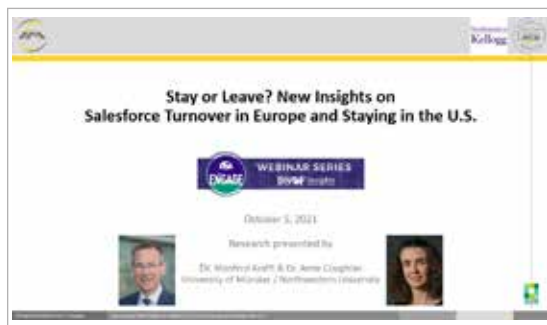 Kellogg
Stay or Leave? New Insights on
Salesforce Turnover in Europe and Staying in the U.S.
ENGAGE
WEBINAR SERIES
Insights
October 5, 2021
Research presented by
Dr. Manfred Krafft & Dr. Anne Coughlan
University of Münster / Northwestern University